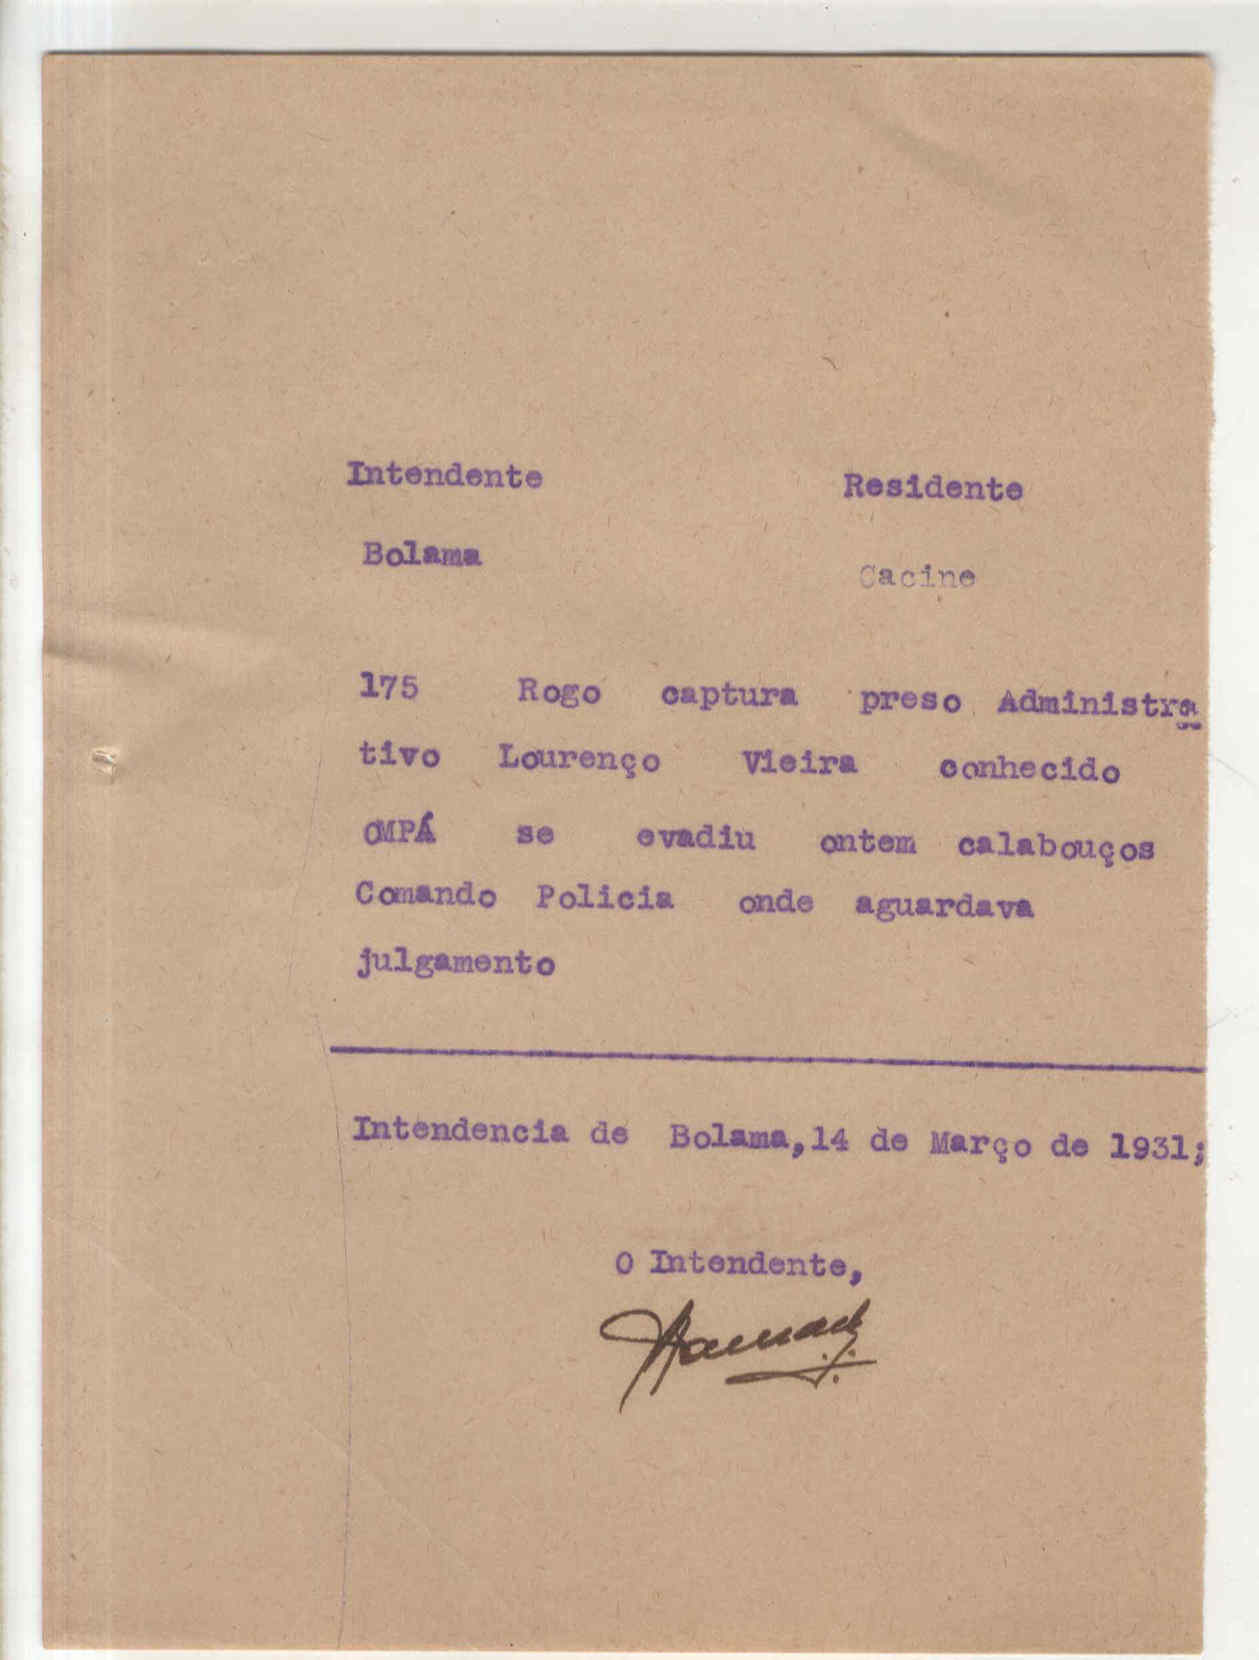 Intendente Residente
Bolama Cacine
175 Rogo captura preso Administra
tivo Lourenço Vieira conhecido
OMPÁ se evadiu ontem calabouços
Comando Policia onde aguardava
julgamento
Intendencia de Bolama,14 de Março de 1931;
O Intendente,